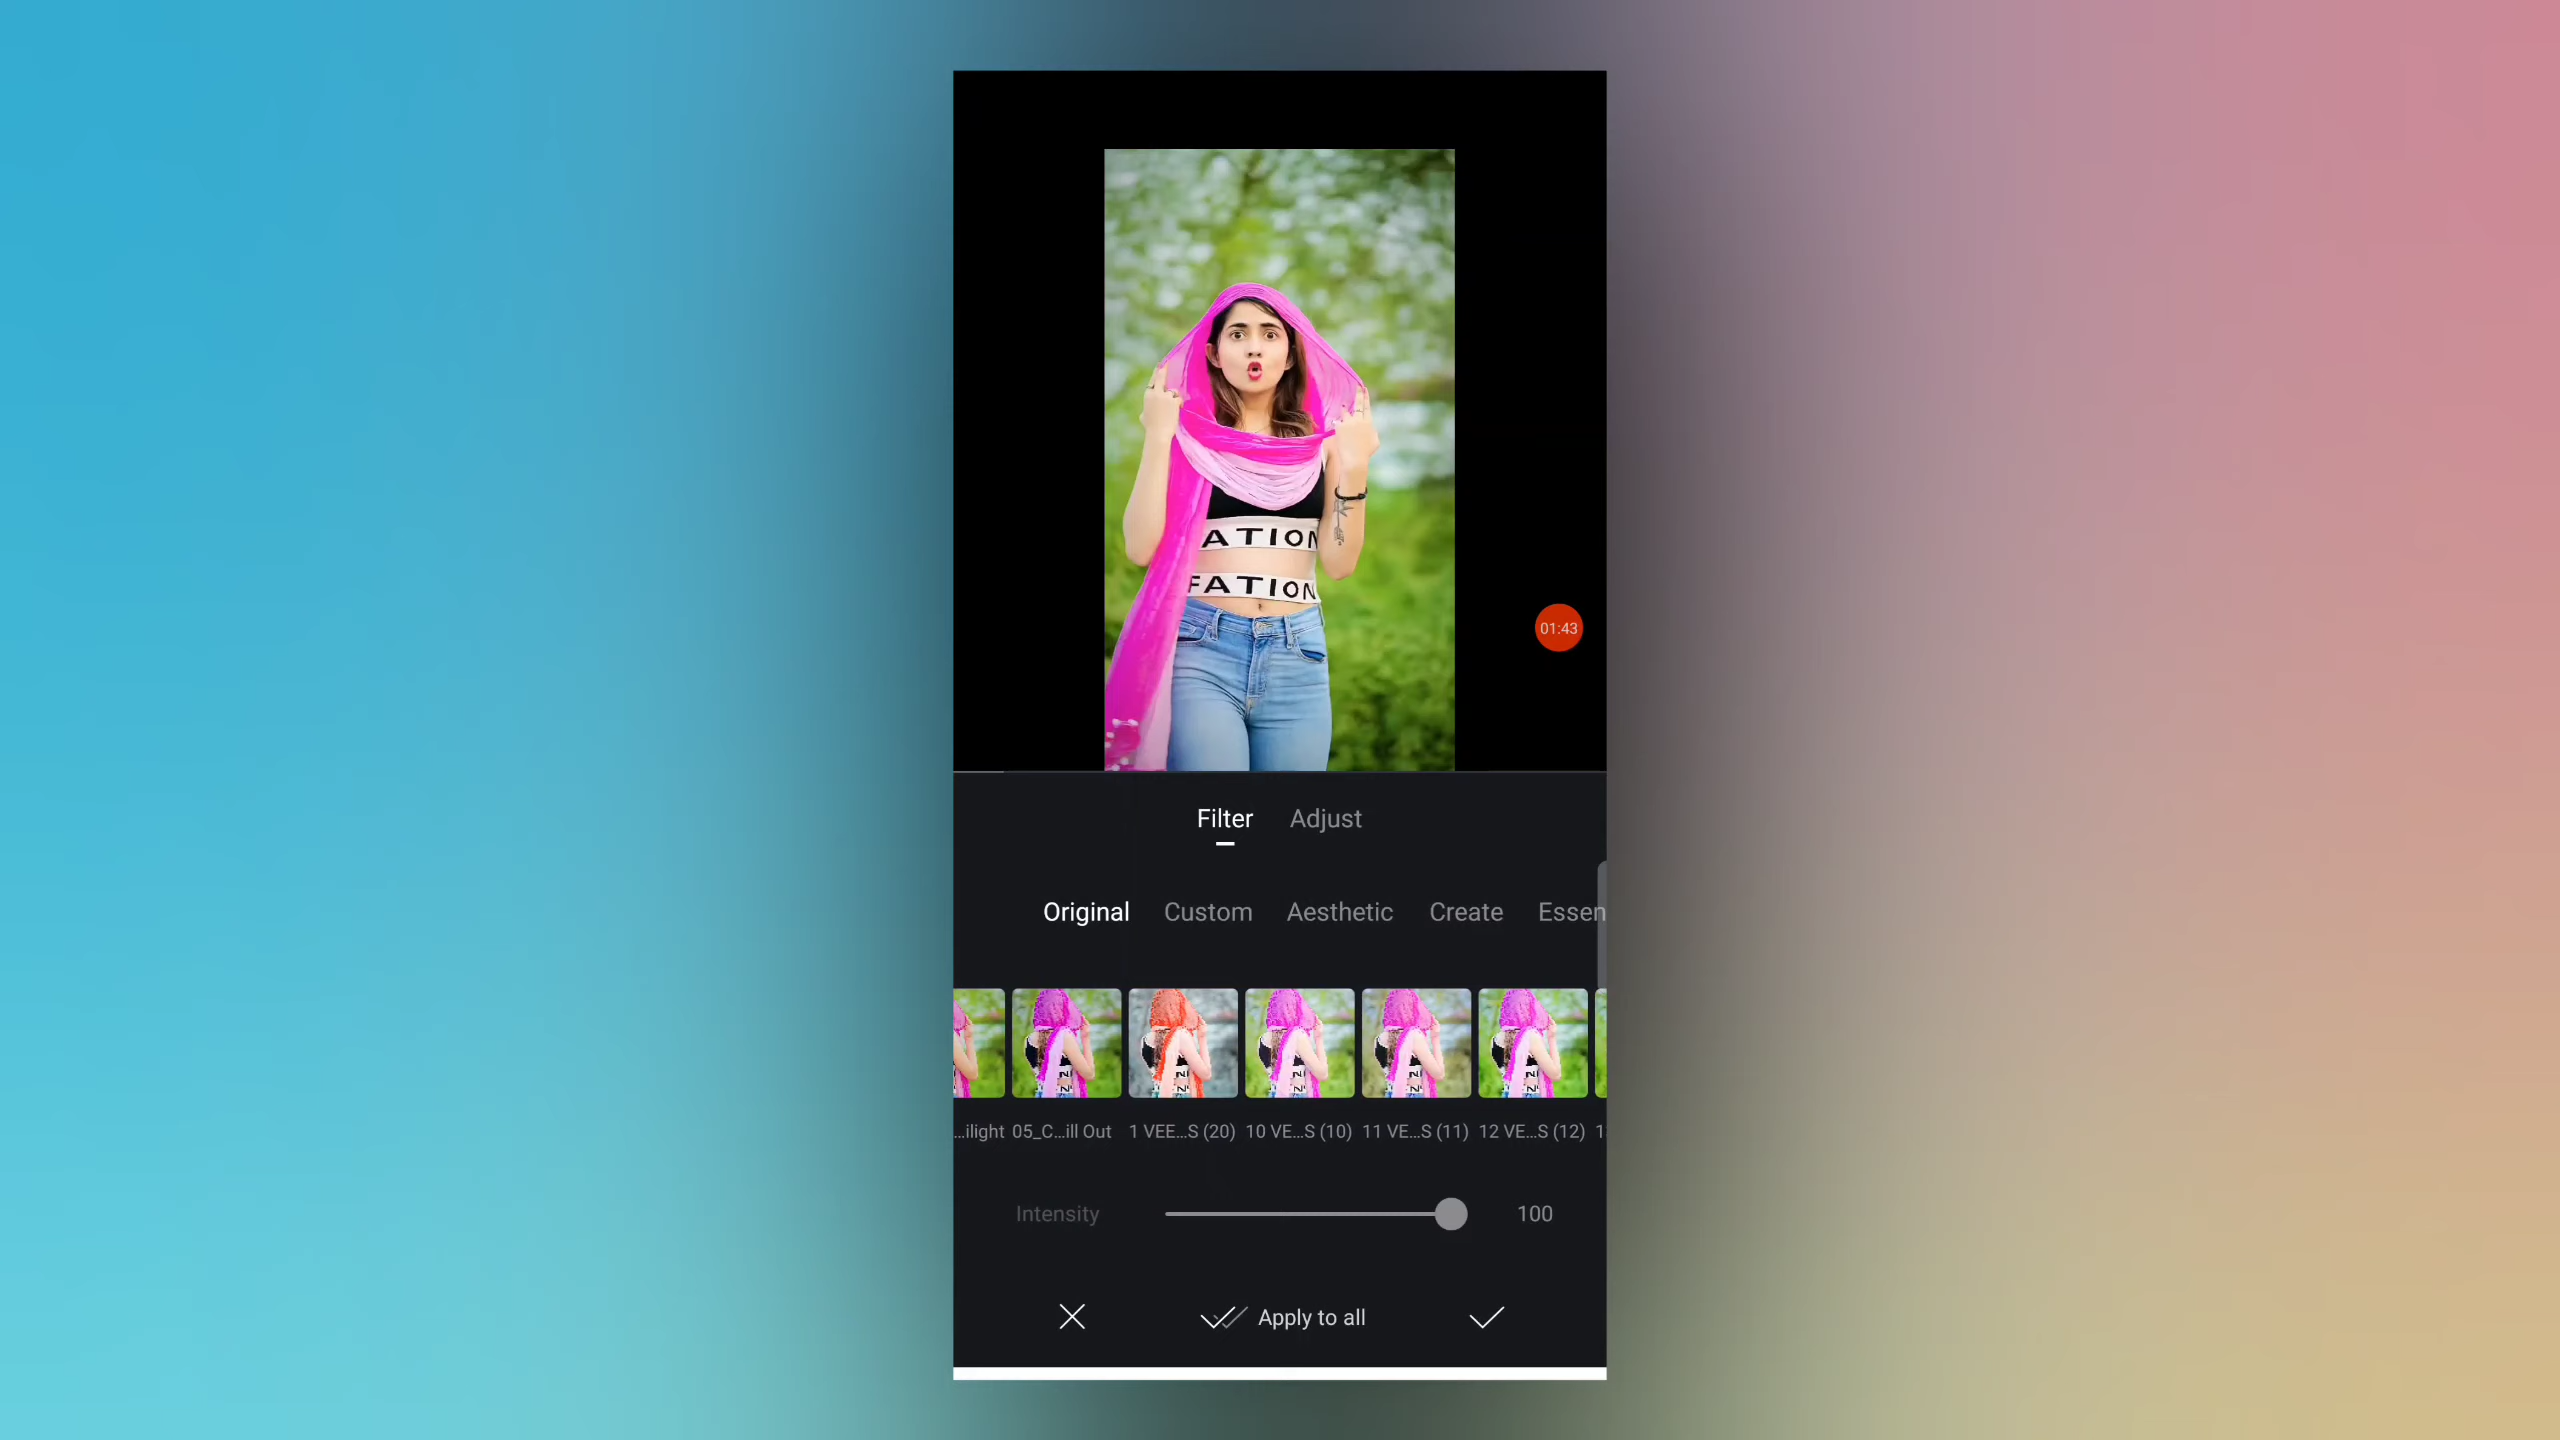 ATION
FATION
01:43
Filter Adjust
Original Custom Aesthetic Create Essen
...ilight 05_C...ill Out 1 VEE...S (20) 10 VE...S (10) 11 VE...S (11) 12 VE...S (12) 1
Intensity 100
Apply to all